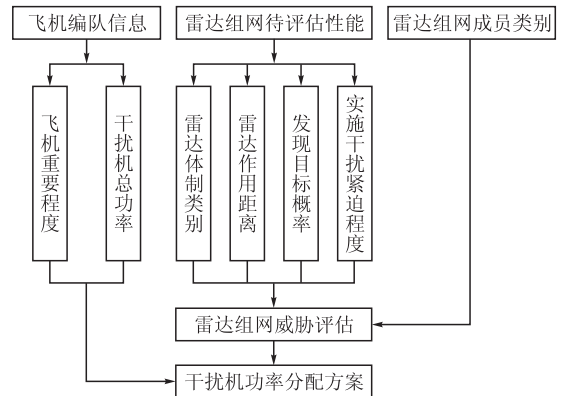 飞机编队信息
雷达组网待评估性能
雷达组网成员类别
飞机重要程度
干扰机总功率
雷达体制类别
雷达作用距离
发现目标概率
实施干扰紧迫程度
雷达组网威胁评估
干扰机功率分配方案